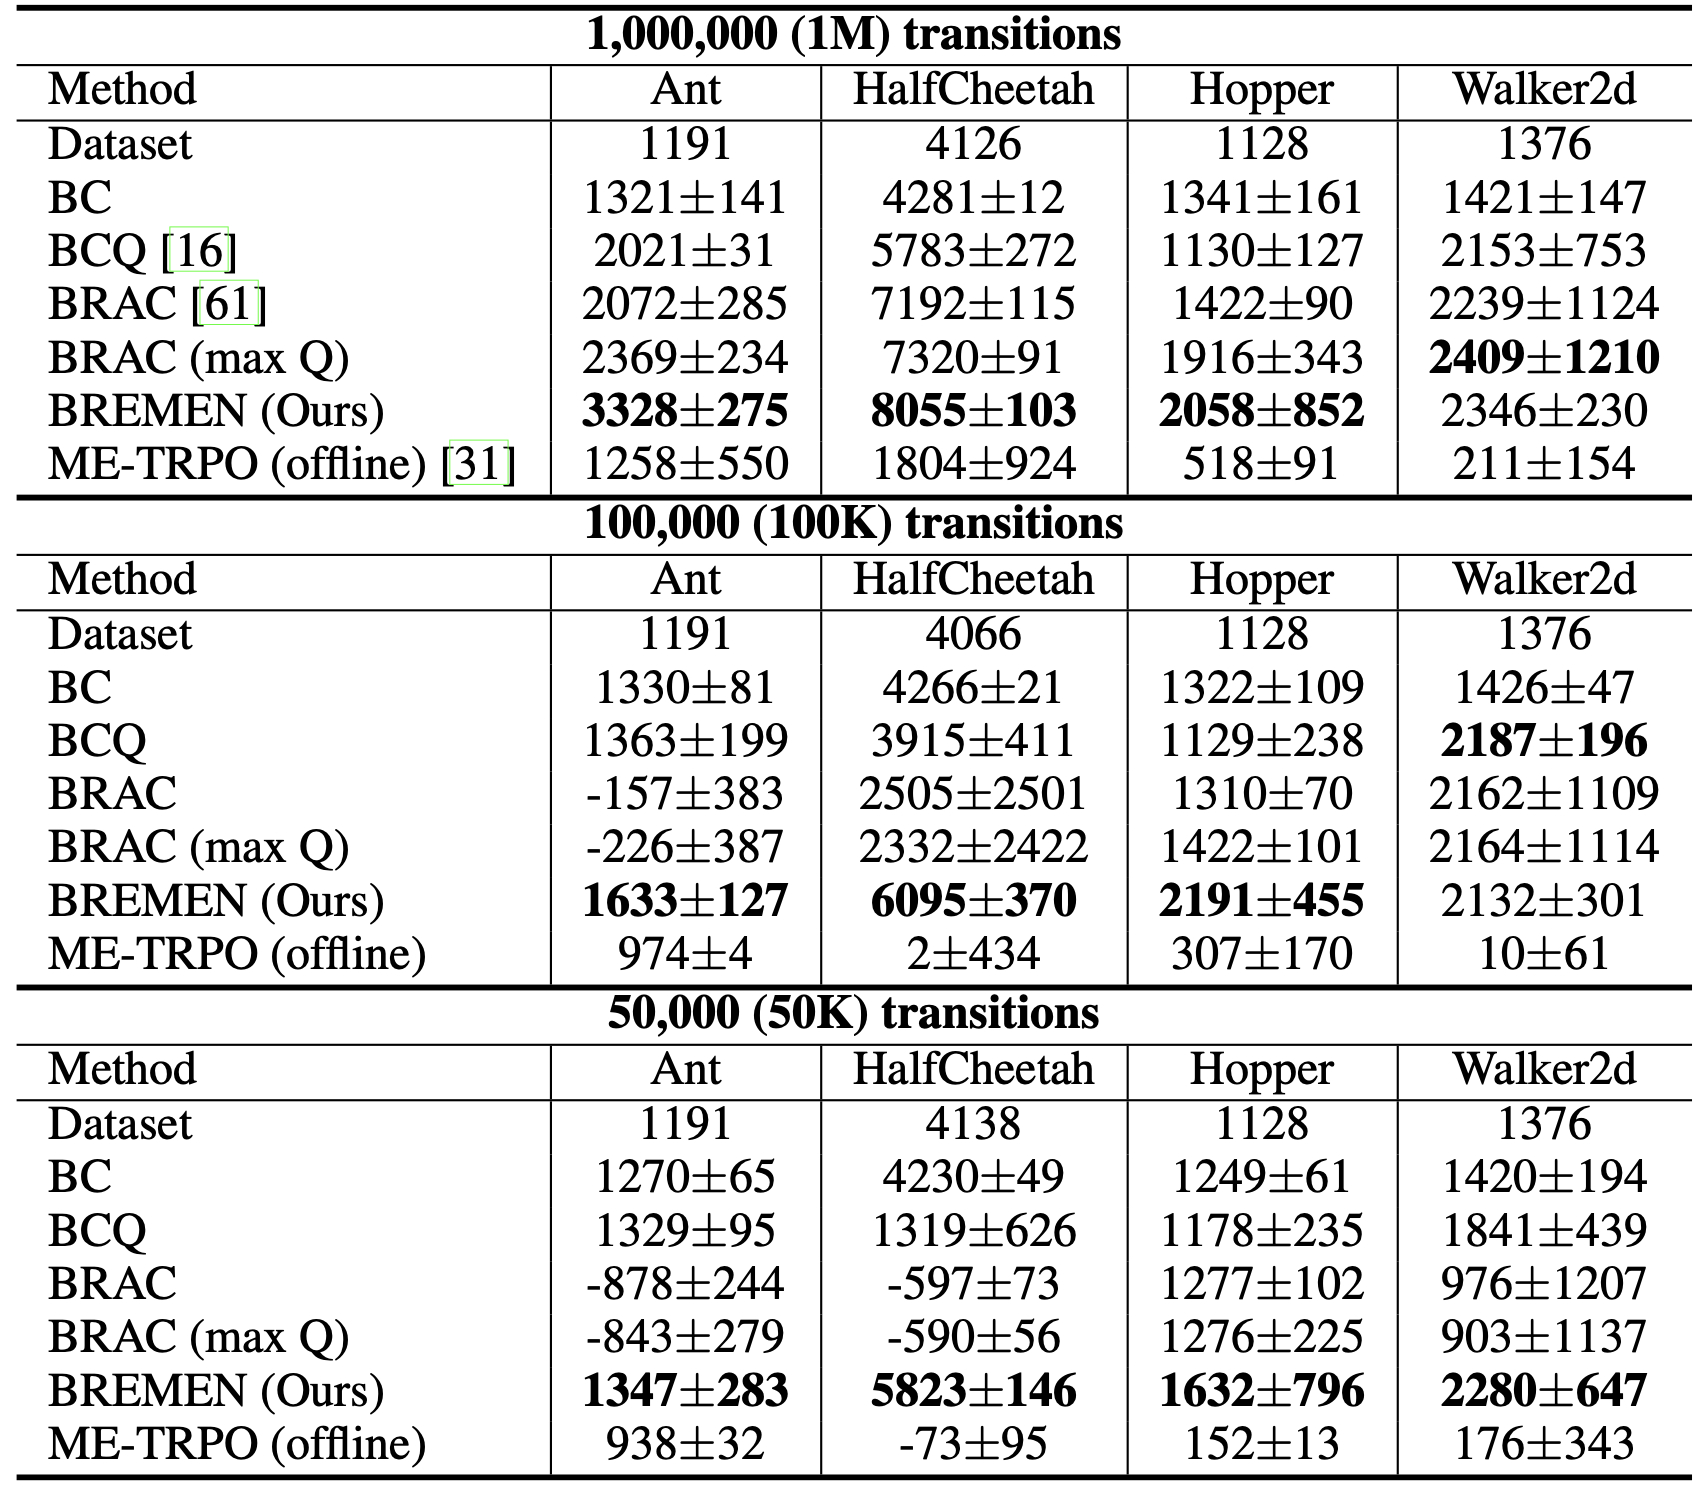 1,000,000 (1M) transitions
Method Ant HalfCheetah Hopper Walker2d
Dataset 1191 4126 1128 1376
BC 1321±141 4281±12 1341±161 1421±147
BCQ [16] 2021±31 5783±272 1130±127 2153±753
BRAC [61] 2072±285 7192±115 1422±90 2239±1124
BRAC (max Q) 2369±234 7320±91 1916±343 2409±1210
BREMEN (Ours) 3328±275 8055±103 2058±852 2346±230
ME-TRPO (offline) [31] 1258±550 1804±924 518±91 211±154
100,000 (100K) transitions
Method Ant HalfCheetah Hopper Walker2d
Dataset 1191 4066 1128 1376
BC 1330±81 4266±21 1322±109 1426±47
BCQ 1363±199 3915±411 1129±238 2187±196
BRAC -157±383 2505±2501 1310±70 2162±1109
BRAC (max Q) -226±387 2332±2422 1422±101 2164±1114
BREMEN (Ours) 1633±127 6095±370 2191±455 2132±301
ME-TRPO (offline) 974±4 2±434 307±170 10±61
50,000 (50K) transitions
Method Ant HalfCheetah Hopper Walker2d
Dataset 1191 4138 1128 1376
BC 1270±65 4230±49 1249±61 1420±194
BCQ 1329±95 1319±626 1178±235 1841±439
BRAC -878±244 -597±73 1277±102 976±1207
BRAC (max Q) -843±279 -590±56 1276±225 903±1137
BREMEN (Ours) 1347±283 5823±146 1632±796 2280±647
ME-TRPO (offline) 938±32 -73±95 152±13 176±343